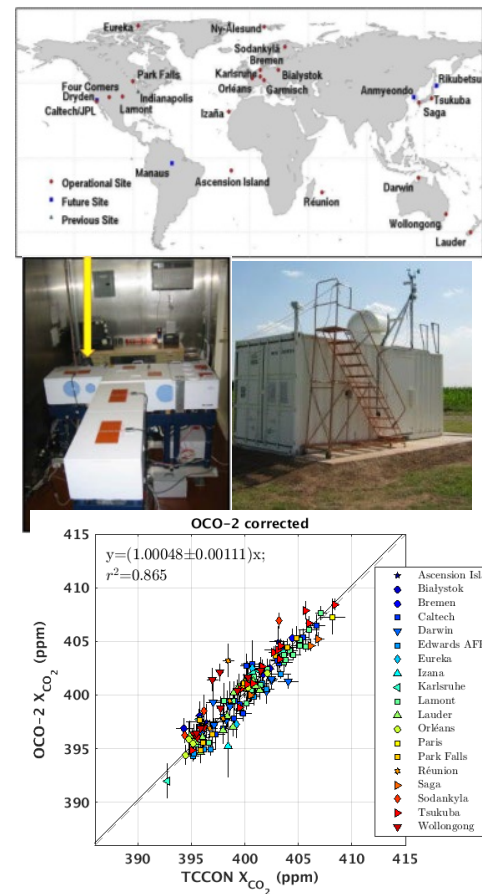 Eureka
Ny-Ålesund
Sodankylä
Bremen
Karlsruhe
Bialystok
Orléans
Garmisch
Park Falls
Four Corners
Indianapolis
Dryden
Lamont
Caltech/JPL
Izaña
Rikubetsu
Anmyeondo
Tsukuba
Saga
Manaus
Ascension Island
Réunion
Darwin
Wollongong
Lauder
Operational Site
Future Site
Previous Site
OCO-2 corrected
y=(1.00048±0.00111)x;
r²=0.865
415
410
405
400
395
390
OCO-2 X_CO₂ (ppm)
390 395 400 405 410 415
TCCON X_CO₂ (ppm)
Ascension Isl
Bialystok
Bremen
Caltech
Darwin
Edwards AF
Eureka
Izana
Karlsruhe
Lamont
Lauder
Orléans
Paris
Park Falls
Réunion
Saga
Sodankyla
Tsukuba
Wollongong